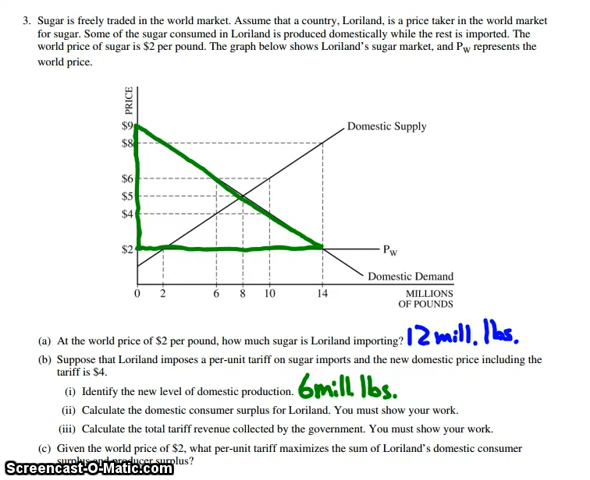 3. Sugar is freely traded in the world market. Assume that a country, Loriland, is a price taker in the world market
for sugar. Some of the sugar consumed in Loriland is produced domestically while the rest is imported. The
world price of sugar is $2 per pound. The graph below shows Loriland's sugar market, and PW represents the
world price.
PRICE
$9
Domestic Supply
$8
$6
$5
$4
$2
PW
Domestic Demand
0 2 6 8 10 14 MILLIONS
OF POUNDS
(a) At the world price of $2 per pound, how much sugar is Loriland importing? 12 mill. lbs.
(b) Suppose that Loriland imposes a per-unit tariff on sugar imports and the new domestic price including the
tariff is $4.
(i) Identify the new level of domestic production. 6 mill lbs.
(ii) Calculate the domestic consumer surplus for Loriland. You must show your work.
(iii) Calculate the total tariff revenue collected by the government. You must show your work.
(c) Given the world price of $2, what per-unit tariff maximizes the sum of Loriland's domestic consumer
surplus and producer surplus?
Screencast-O-Matic.com